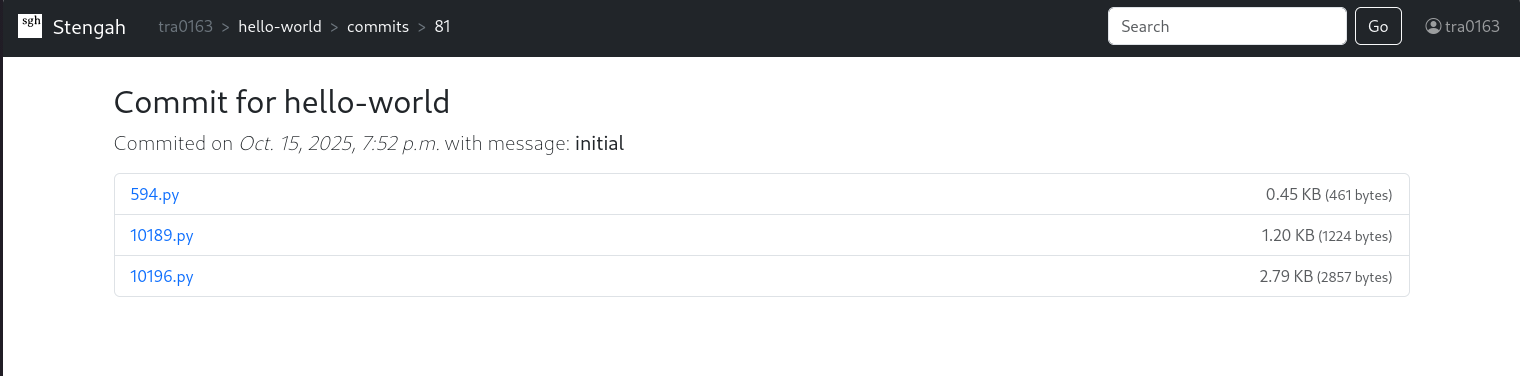 sgh Stengah tra0163 > hello-world > commits > 81 Search Go tra0163
Commit for hello-world
Commited on Oct. 15, 2025, 7:52 p.m. with message: initial
594.py 0.45 KB (461 bytes)
10189.py 1.20 KB (1224 bytes)
10196.py 2.79 KB (2857 bytes)